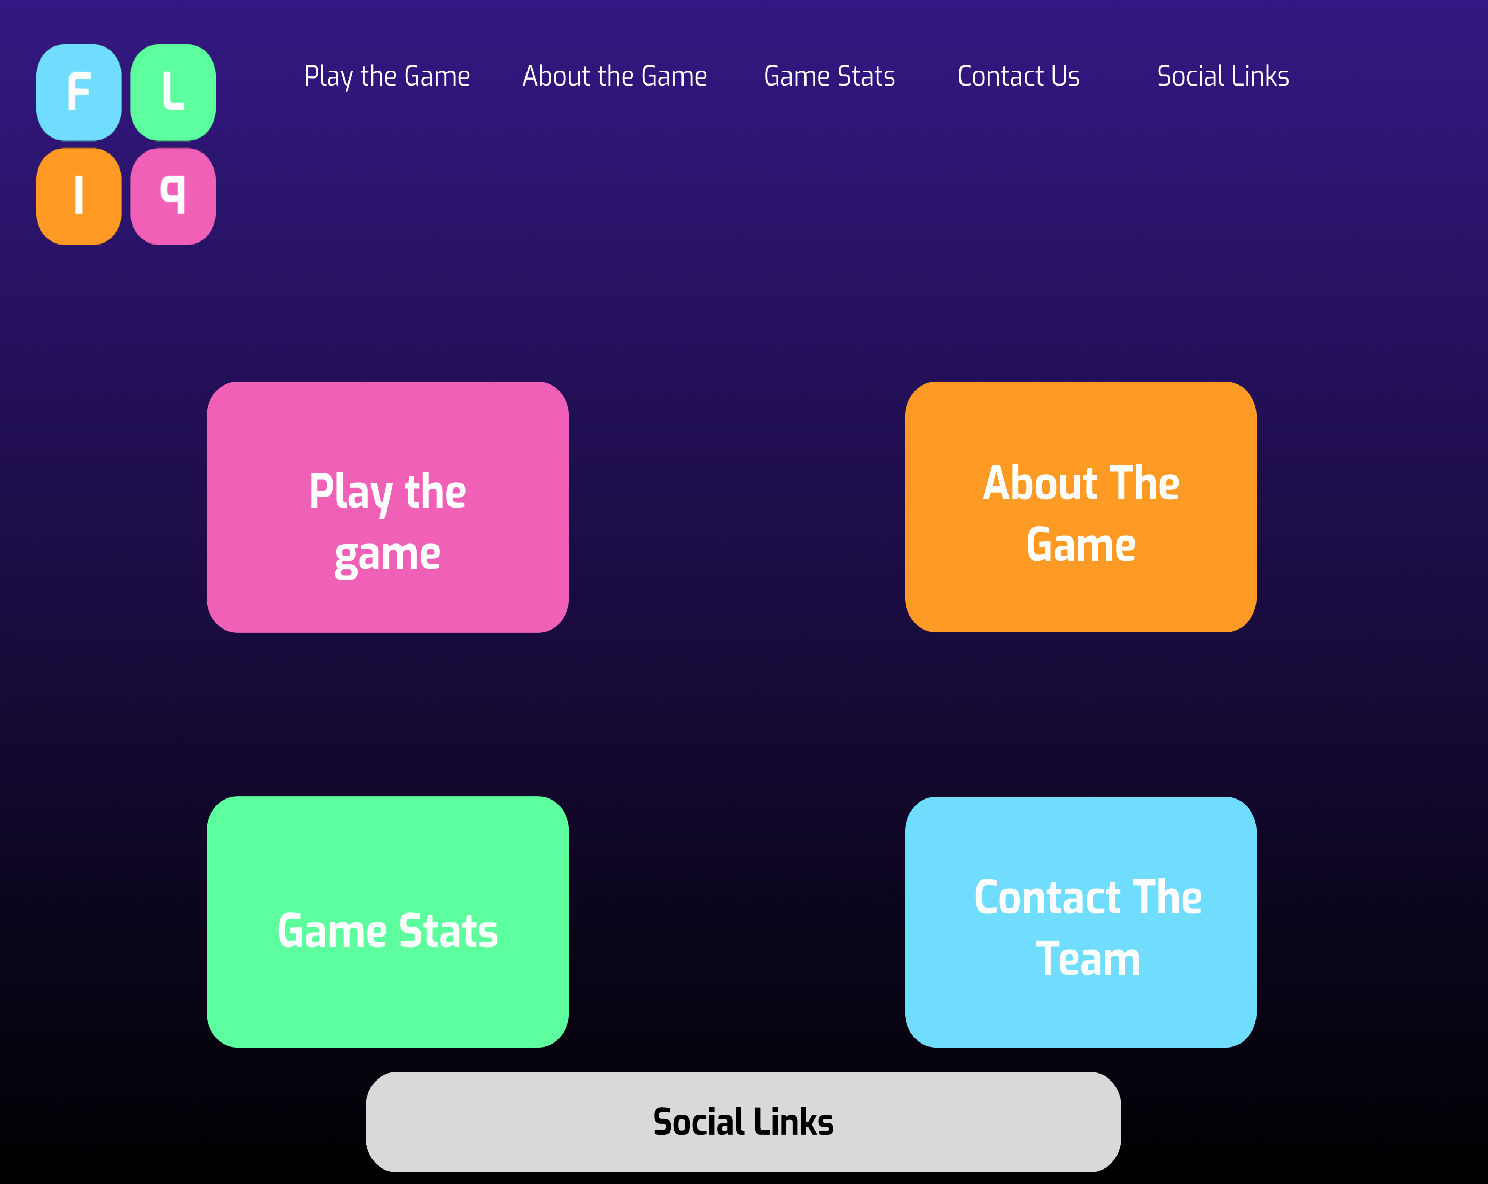 F L
I P
Play the Game About the Game Game Stats Contact Us Social Links
Play the
game
About The
Game
Game Stats
Contact The
Team
Social Links